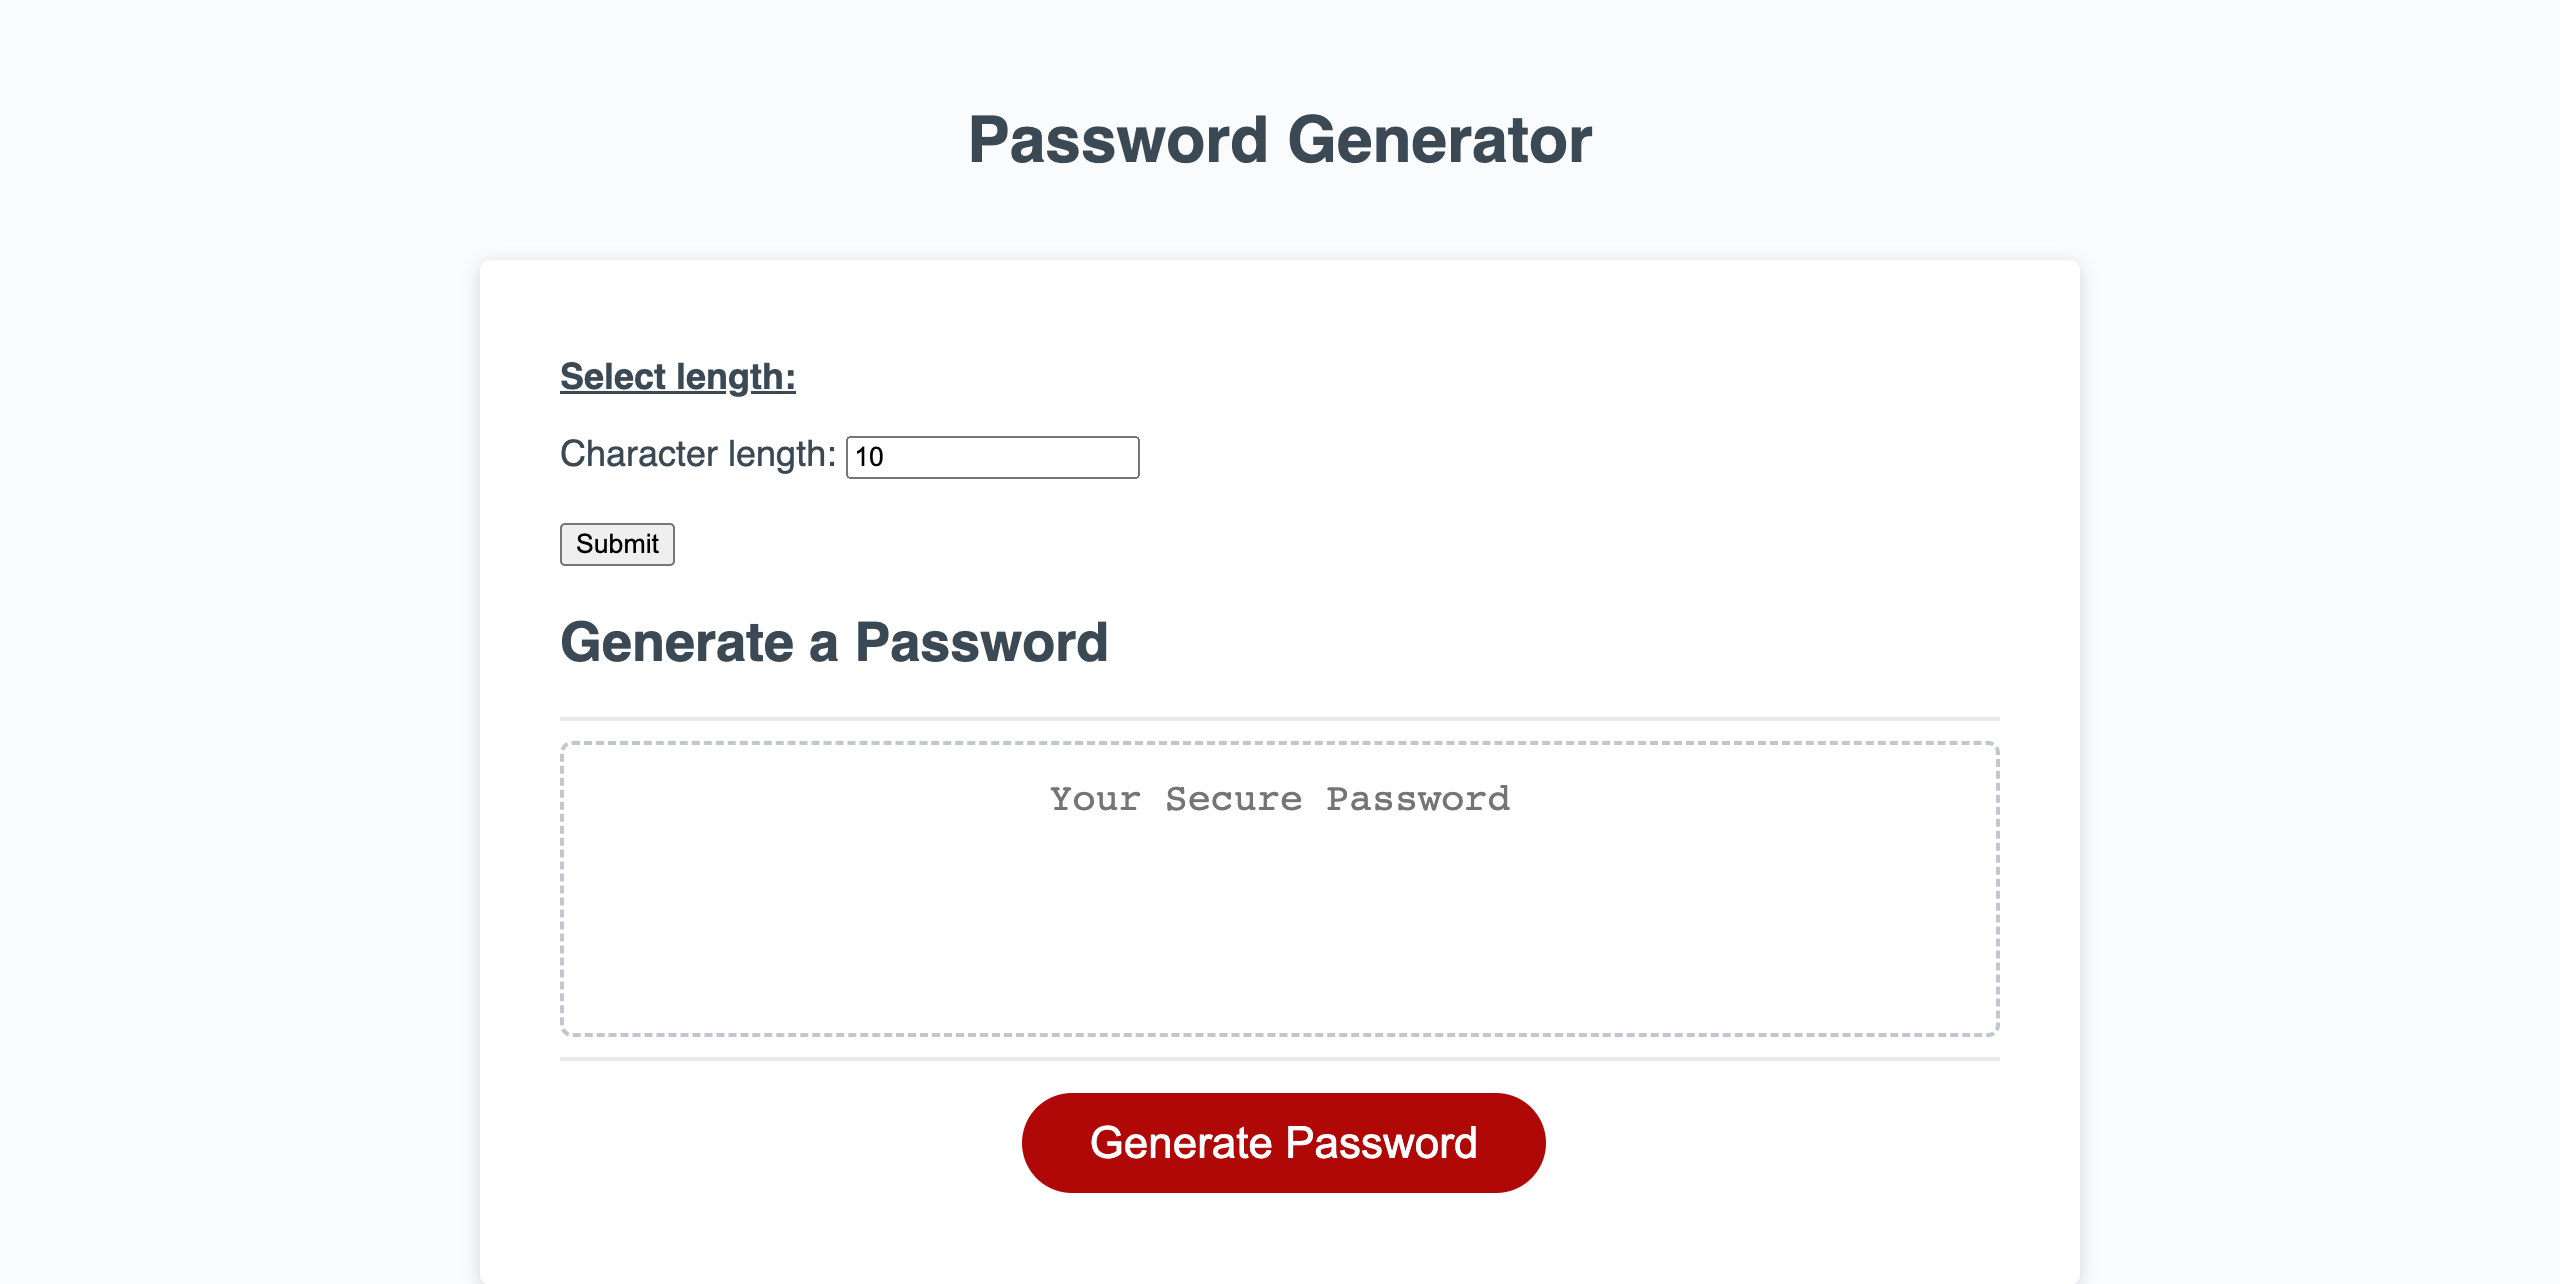 Password Generator
Select length:
Character length: 10
Submit
Generate a Password
Your Secure Password
Generate Password